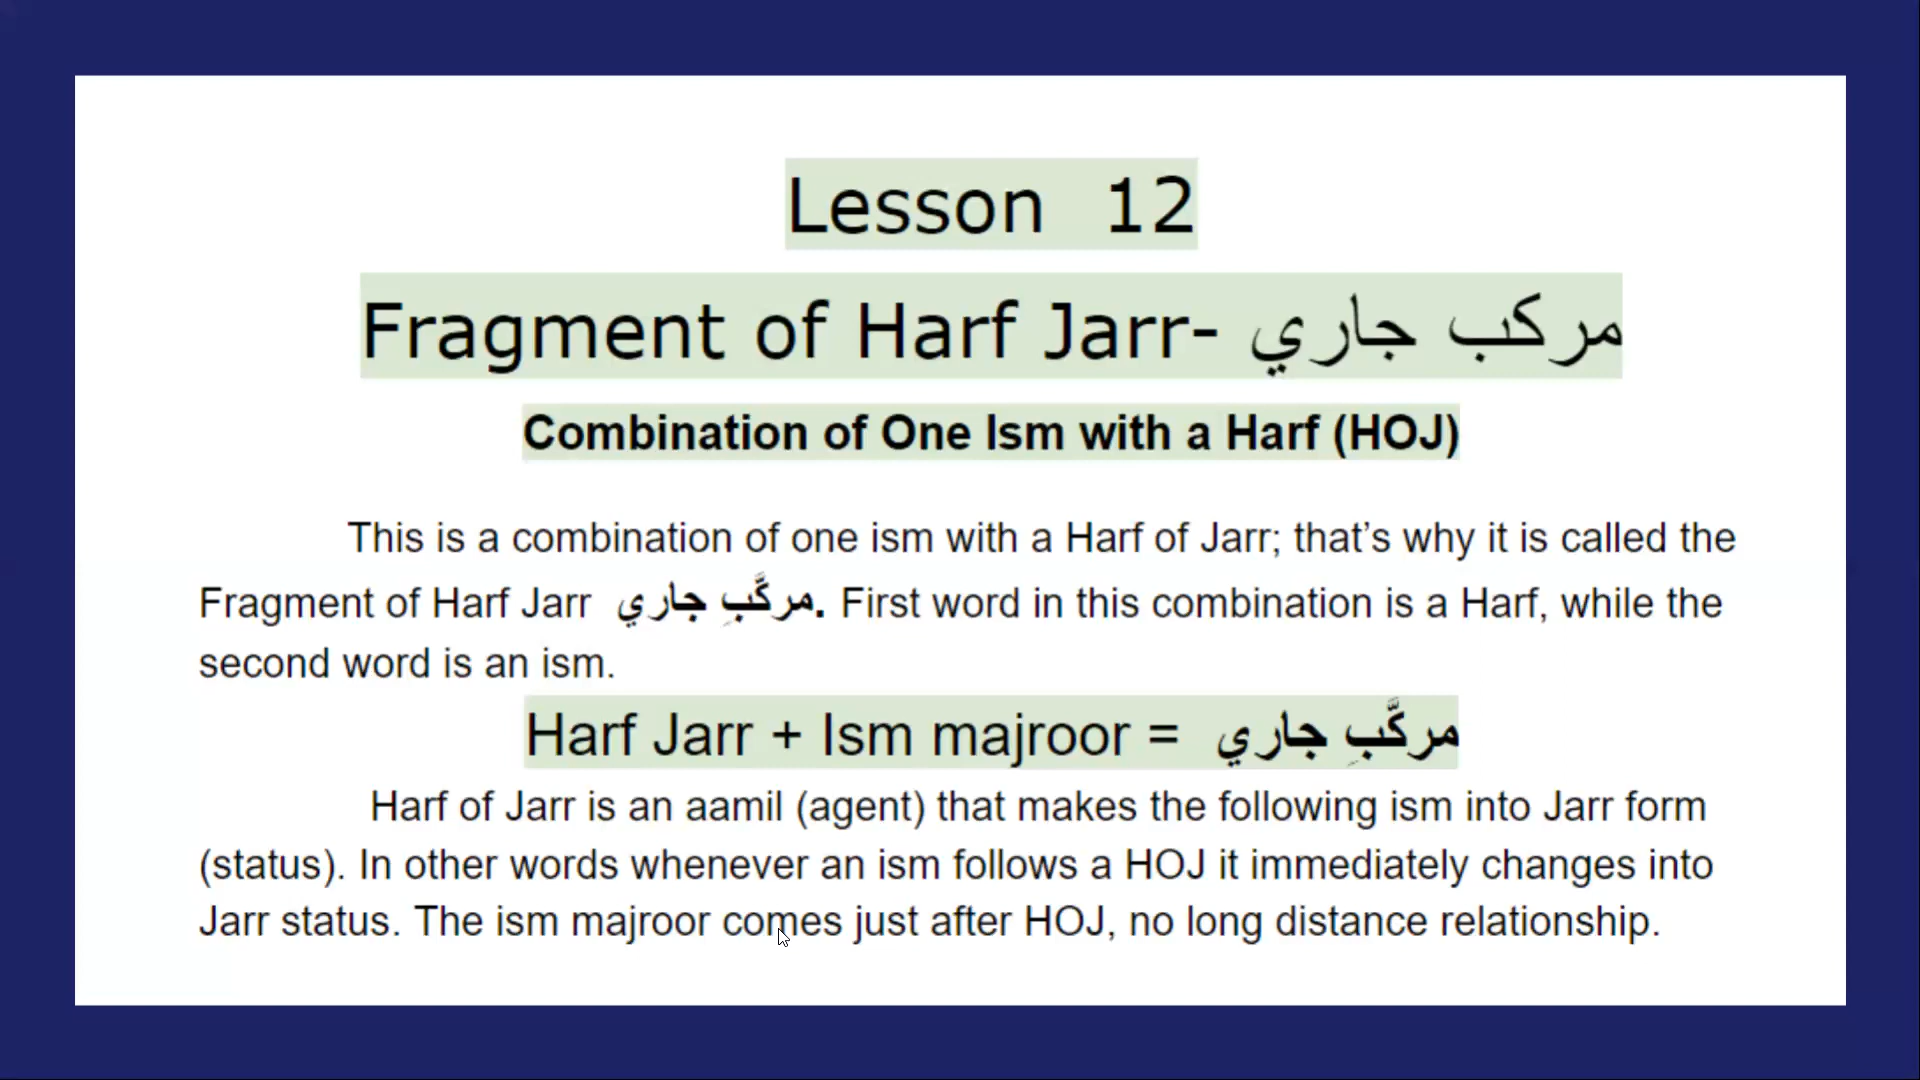 Lesson 12
Fragment of Harf Jarr- مركب جاري
Combination of One Ism with a Harf (HOJ)
This is a combination of one ism with a Harf of Jarr; that’s why it is called the
Fragment of Harf Jarr مركَّبِ جاري. First word in this combination is a Harf, while the
second word is an ism.
Harf Jarr + Ism majroor = مركَّبِ جاري
Harf of Jarr is an aamil (agent) that makes the following ism into Jarr form
(status). In other words whenever an ism follows a HOJ it immediately changes into
Jarr status. The ism majroor comes just after HOJ, no long distance relationship.